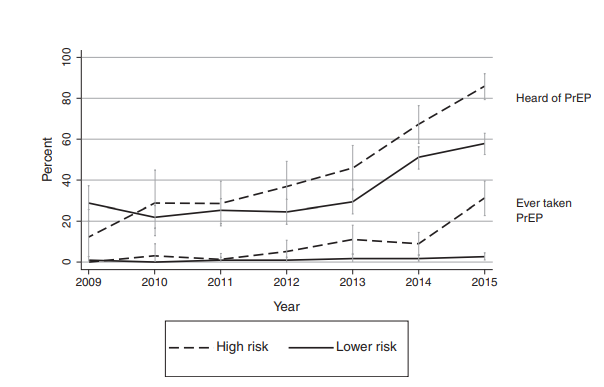 100
80
60
40
20
0
Percent
2009 2010 2011 2012 2013 2014 2015
Year
Heard of PrEP
Ever taken
PrEP
High risk Lower risk